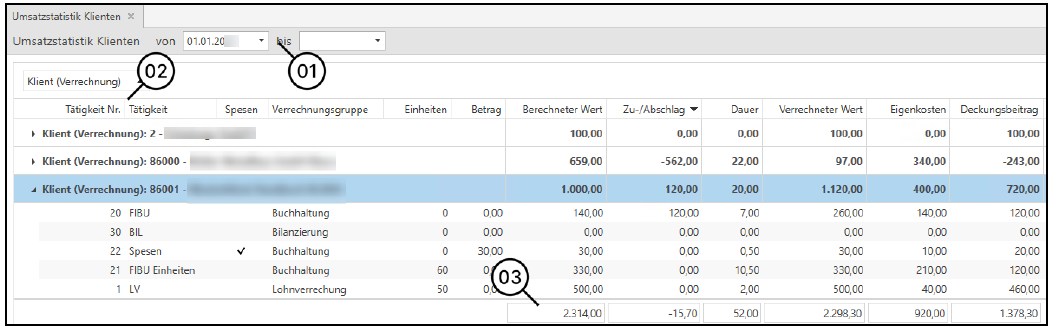 Umsatzstatistik Klienten ×
Umsatzstatistik Klienten von 01.01.20 bis
01
02
Klient (Verrechnung)
Tätigkeit Nr. Tätigkeit Spesen Verrechnungsgruppe Einheiten Betrag Berechneter Wert Zu-/Abschlag Dauer Verrechneter Wert Eigenkosten Deckungsbeitrag
Klient (Verrechnung): 2 - 100,00 0,00 0,00 100,00 0,00 100,00
Klient (Verrechnung): 86000 - 659,00 -562,00 22,00 97,00 340,00 -243,00
Klient (Verrechnung): 86001 - 1.000,00 120,00 20,00 1.120,00 400,00 720,00
20 FIBU Buchhaltung 0 0,00 140,00 120,00 7,00 260,00 140,00 120,00
30 BIL Bilanzierung 0 0,00 0,00 0,00 0,00 0,00 0,00 0,00
22 Spesen ✓ Buchhaltung 0 30,00 30,00 0,00 0,50 30,00 10,00 20,00
21 FIBU Einheiten Buchhaltung 60 330,00 0,00 10,50 330,00 210,00 120,00
1 LV Lohnverrechung 50 500,00 0,00 2,00 500,00 40,00 460,00
03
2.314,00 -15,70 52,00 2.298,30 920,00 1.378,30